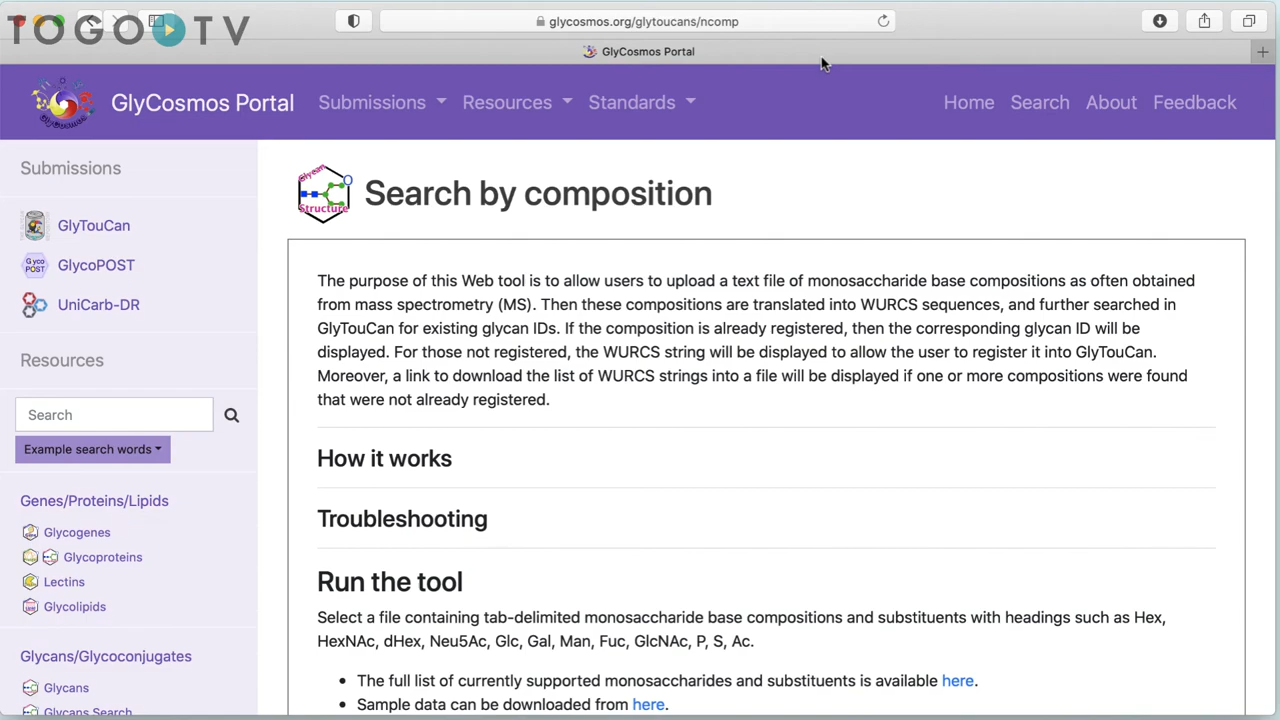 TOGO TV
glycosmos.org/glytoucans/ncomp
GlyCosmos Portal
GlyCosmos Portal
Submissions
Resources
Standards
Home
Search
About
Feedback
Submissions
GlyTouCan
GlycoPOST
UniCarb-DR
Resources
Search
Example search words
Genes/Proteins/Lipids
Glycogenes
Glycoproteins
Lectins
Glycolipids
Glycans/Glycoconjugates
Glycans
Glycans Search
Glycan
Structure
Search by composition
The purpose of this Web tool is to allow users to upload a text file of monosaccharide base compositions as often obtained
from mass spectrometry (MS). Then these compositions are translated into WURCS sequences, and further searched in
GlyTouCan for existing glycan IDs. If the composition is already registered, then the corresponding glycan ID will be
displayed. For those not registered, the WURCS string will be displayed to allow the user to register it into GlyTouCan.
Moreover, a link to download the list of WURCS strings into a file will be displayed if one or more compositions were found
that were not already registered.
How it works
Troubleshooting
Run the tool
Select a file containing tab-delimited monosaccharide base compositions and substituents with headings such as Hex,
HexNAc, dHex, Neu5Ac, Glc, Gal, Man, Fuc, GlcNAc, P, S, Ac.
• The full list of currently supported monosaccharides and substituents is available here.
• Sample data can be downloaded from here.